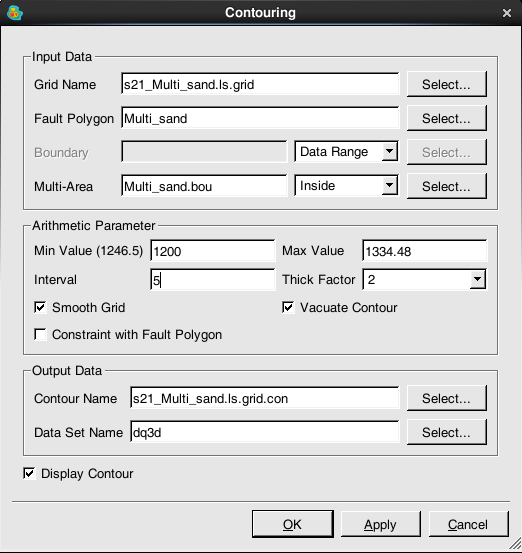 Contouring
Input Data
Grid Name s21_Multi_sand.ls.grid Select...
Fault Polygon Multi_sand Select...
Boundary Data Range Select...
Multi-Area Multi_sand.bou Inside Select...
Arithmetic Parameter
Min Value (1246.5) 1200 Max Value 1334.48
Interval 5 Thick Factor 2
Smooth Grid Vacuate Contour
Constraint with Fault Polygon
Output Data
Contour Name s21_Multi_sand.ls.grid.con Select...
Data Set Name dq3d Select...
Display Contour
OK Apply Cancel